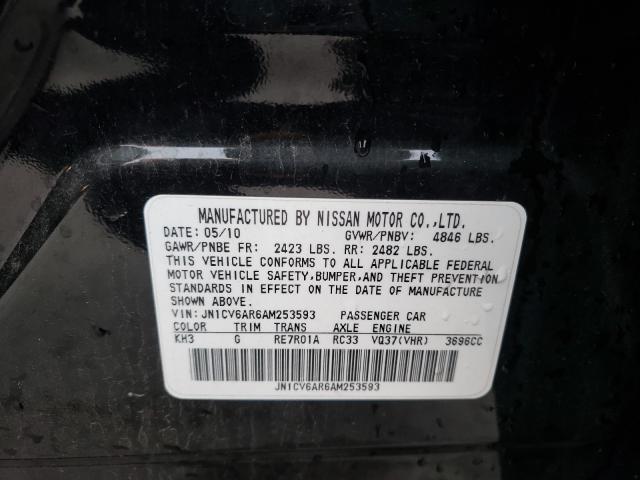 MANUFACTURED BY NISSAN MOTOR CO.,LTD.
DATE: 05/10 GVWR/PNBV: 4846 LBS.
GAWR/PNBE FR: 2423 LBS. RR: 2482 LBS.
THIS VEHICLE CONFORMS TO ALL APPLICABLE FEDERAL
MOTOR VEHICLE SAFETY,BUMPER,AND THEFT PREVENTION
STANDARDS IN EFFECT ON THE DATE OF MANUFACTURE
SHOWN ABOVE.
VIN: JN1CV6AR6AM253593 PASSENGER CAR
COLOR TRIM TRANS AXLE ENGINE
KH3 G RE7R01A RC33 VQ37(VHR) 3696CC
JN1CV6AR6AM253593